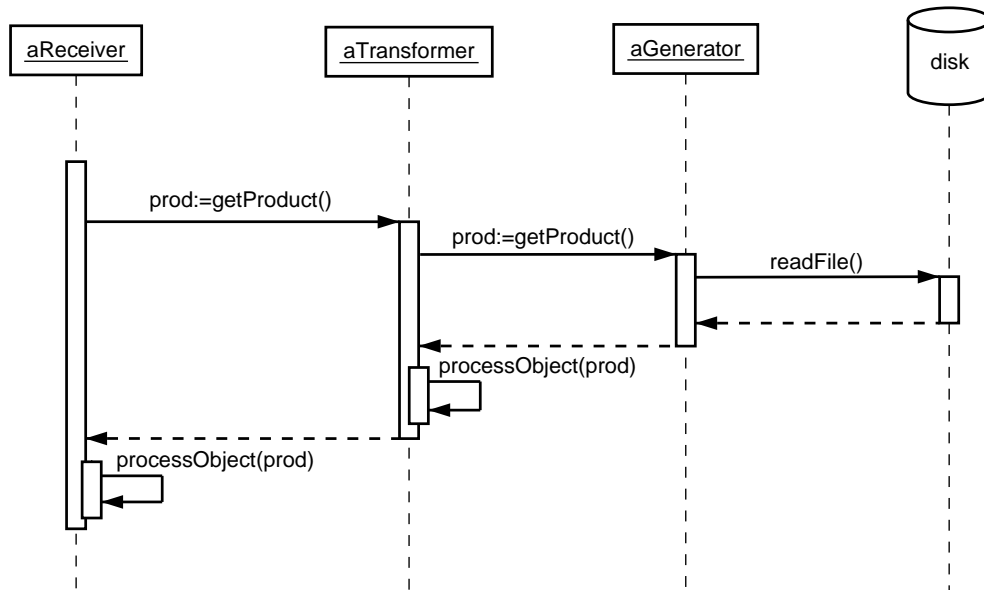 aReceiver
aTransformer
aGenerator
disk
prod:=getProduct()
prod:=getProduct()
readFile()
processObject(prod)
processObject(prod)